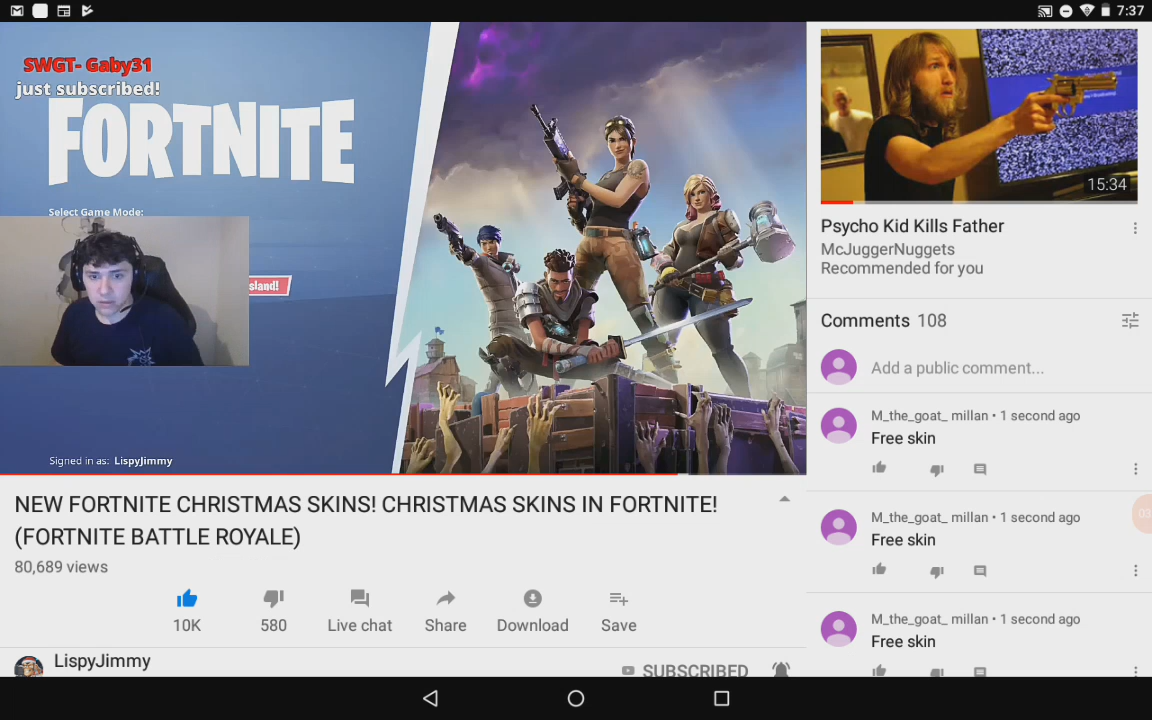 7:37
SWGT- Gaby31
just subscribed!
FORTNITE
Select Game Mode:
sland!
Signed in as: LispyJimmy
NEW FORTNITE CHRISTMAS SKINS! CHRISTMAS SKINS IN FORTNITE!
(FORTNITE BATTLE ROYALE)
80,689 views
10K
580
Live chat
Share
Download
Save
LispyJimmy
SUBSCRIBED
15:34
Psycho Kid Kills Father
McJuggerNuggets
Recommended for you
Comments 108
Add a public comment...
M_the_goat_ millan • 1 second ago
Free skin
M_the_goat_ millan • 1 second ago
Free skin
M_the_goat_ millan • 1 second ago
Free skin